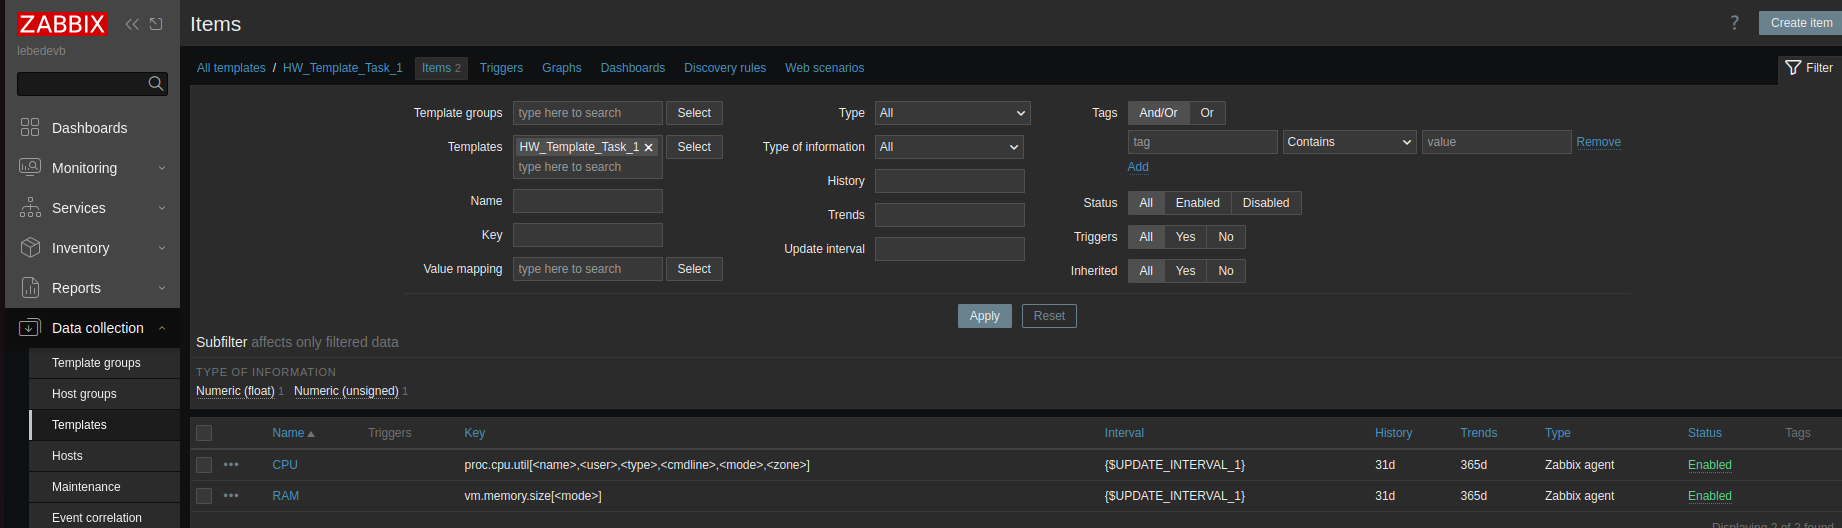 ZABBIX
lebedevb
Dashboards
Monitoring
Services
Inventory
Reports
Data collection
Template groups
Host groups
Templates
Hosts
Maintenance
Event correlation
Items
? Create item
All templates / HW_Template_Task_1 Items 2 Triggers Graphs Dashboards Discovery rules Web scenarios
Filter
Template groups type here to search Select
Templates HW_Template_Task_1 Select
type here to search
Name
Key
Value mapping type here to search Select
Type All
Type of information All
History
Trends
Update interval
Tags And/Or Or
tag Contains value Remove
Add
Status All Enabled Disabled
Triggers All Yes No
Inherited All Yes No
Apply Reset
Subfilter affects only filtered data
TYPE OF INFORMATION
Numeric (float) 1 Numeric (unsigned) 1
Name Triggers Key Interval History Trends Type Status Tags
CPU proc.cpu.util[<name>,<user>,<type>,<cmdline>,<mode>,<zone>] {$UPDATE_INTERVAL_1} 31d 365d Zabbix agent Enabled
RAM vm.memory.size[<mode>] {$UPDATE_INTERVAL_1} 31d 365d Zabbix agent Enabled
Displaying 2 of 2 found